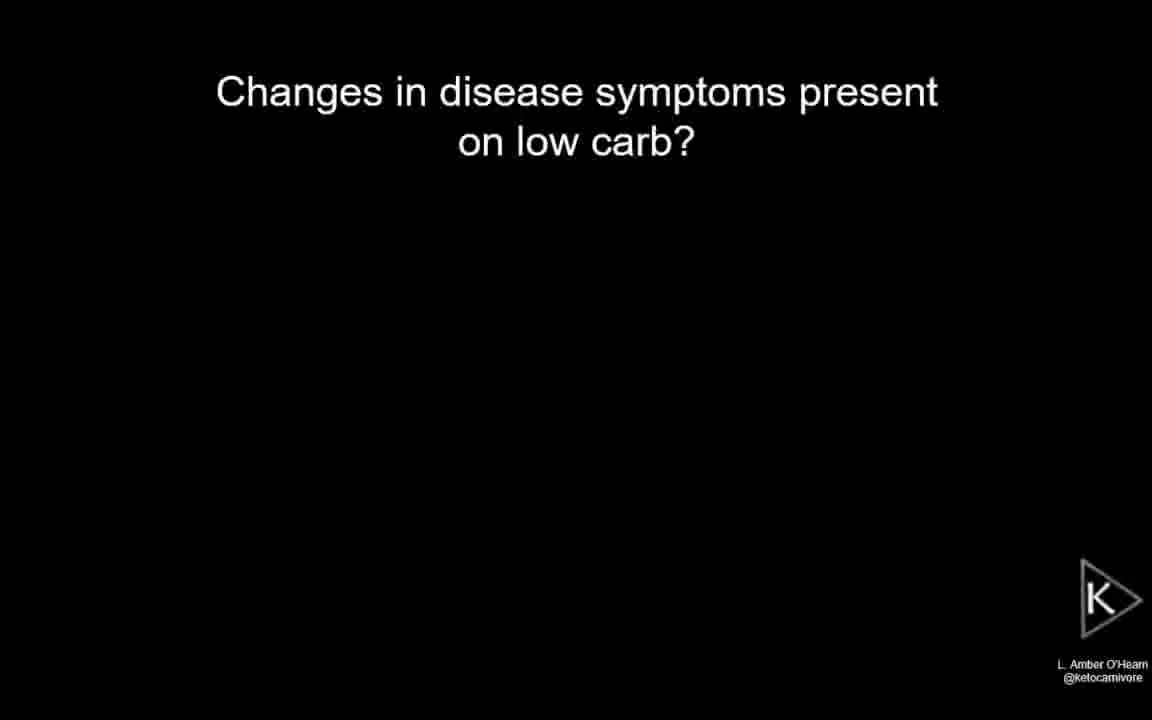 Changes in disease symptoms present
on low carb?
K
L. Amber O'Hearn
@ketocarnivore